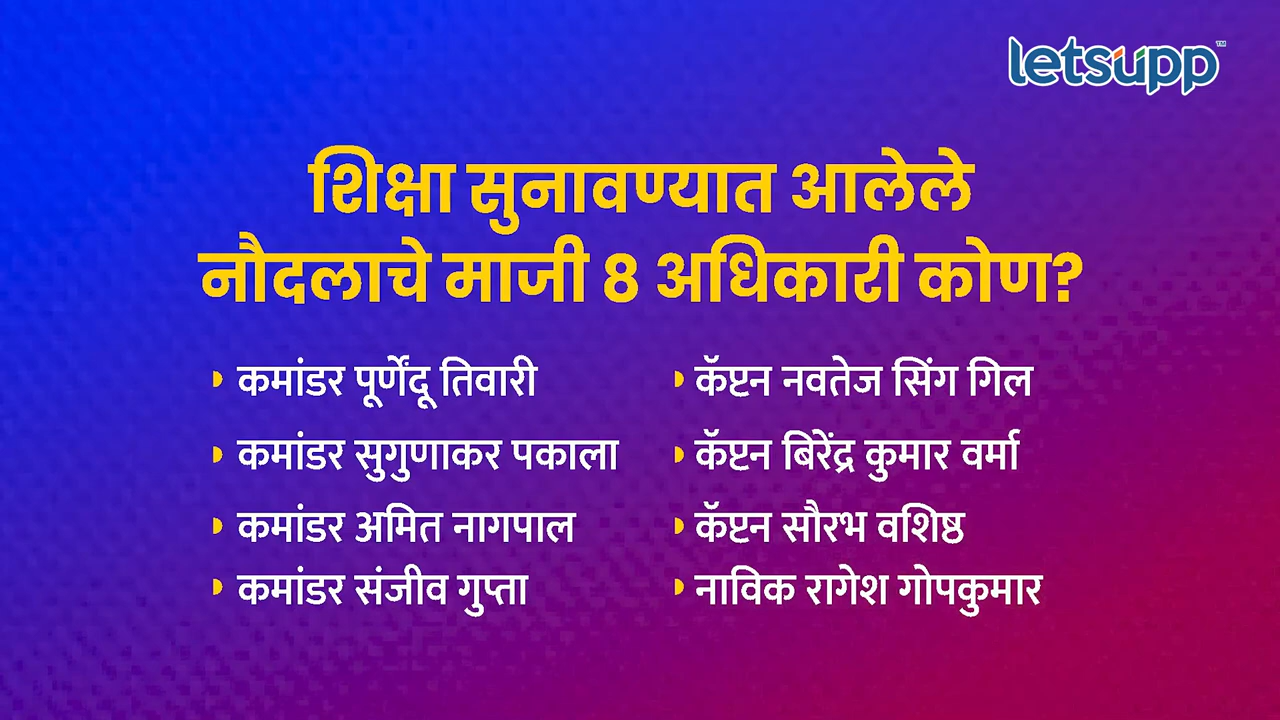 letsupp™
शिक्षा सुनावण्यात आलेले
नौदलाचे माजी 8 अधिकारी कोण?
कमांडर पूर्णेंदू तिवारी
कमांडर सुगुणाकर पकाला
कमांडर अमित नागपाल
कमांडर संजीव गुप्ता
कॅप्टन नवतेज सिंग गिल
कॅप्टन बिरेंद्र कुमार वर्मा
कॅप्टन सौरभ वशिष्ठ
नाविक रागेश गोपकुमार